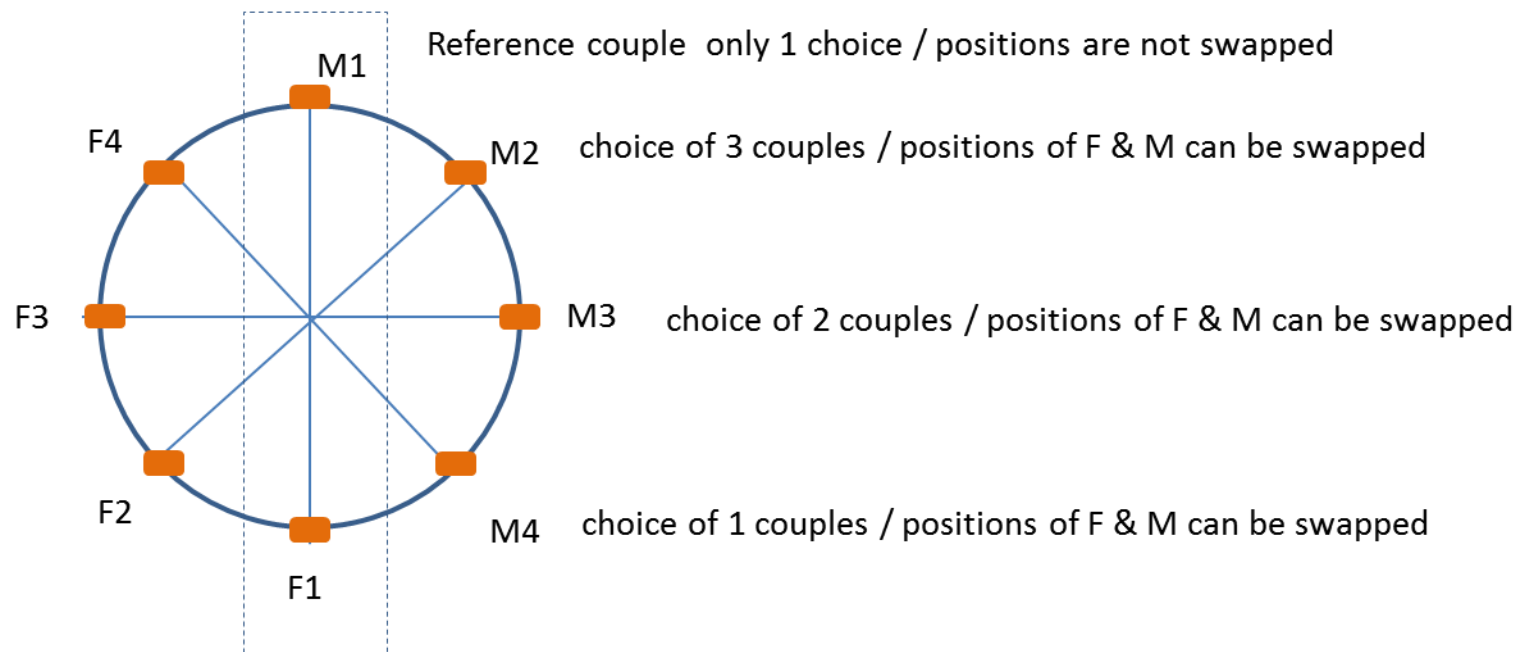 Reference couple only 1 choice / positions are not swapped
M1
F4
M2 choice of 3 couples / positions of F & M can be swapped
F3
M3 choice of 2 couples / positions of F & M can be swapped
F2
M4 choice of 1 couples / positions of F & M can be swapped
F1